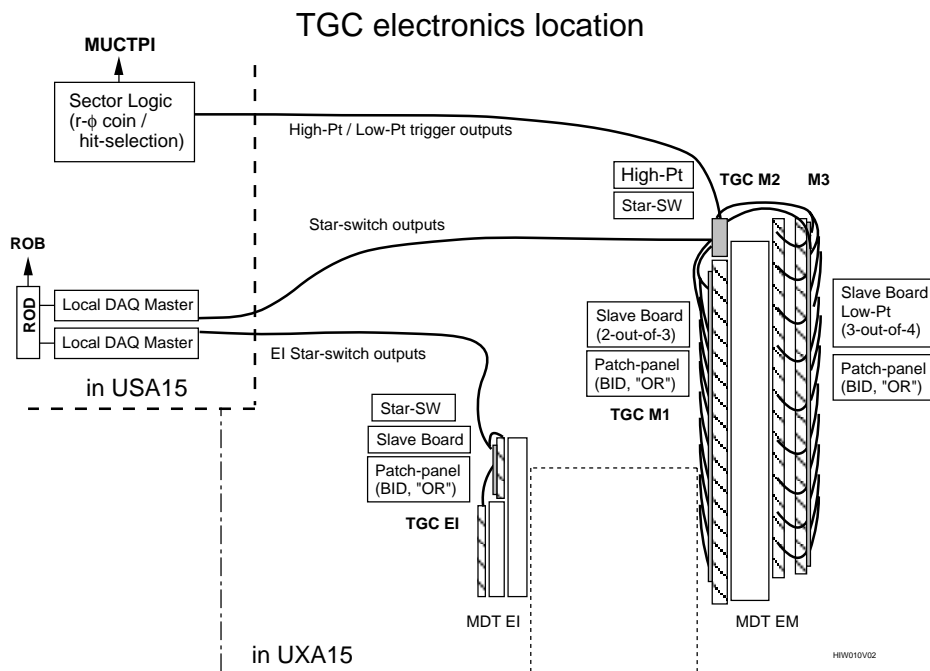 TGC electronics location
MUCTPI
Sector Logic
(r-ϕ coin /
hit-selection)
High-Pt / Low-Pt trigger outputs
High-Pt
Star-SW
TGC M2
M3
Star-switch outputs
ROB
ROD
Local DAQ Master
Local DAQ Master
EI Star-switch outputs
in USA15
Slave Board
(2-out-of-3)
Patch-panel
(BID, "OR")
TGC M1
Slave Board
Low-Pt
(3-out-of-4)
Patch-panel
(BID, "OR")
Star-SW
Slave Board
Patch-panel
(BID, "OR")
TGC EI
MDT EI
MDT EM
in UXA15
HIW010V02